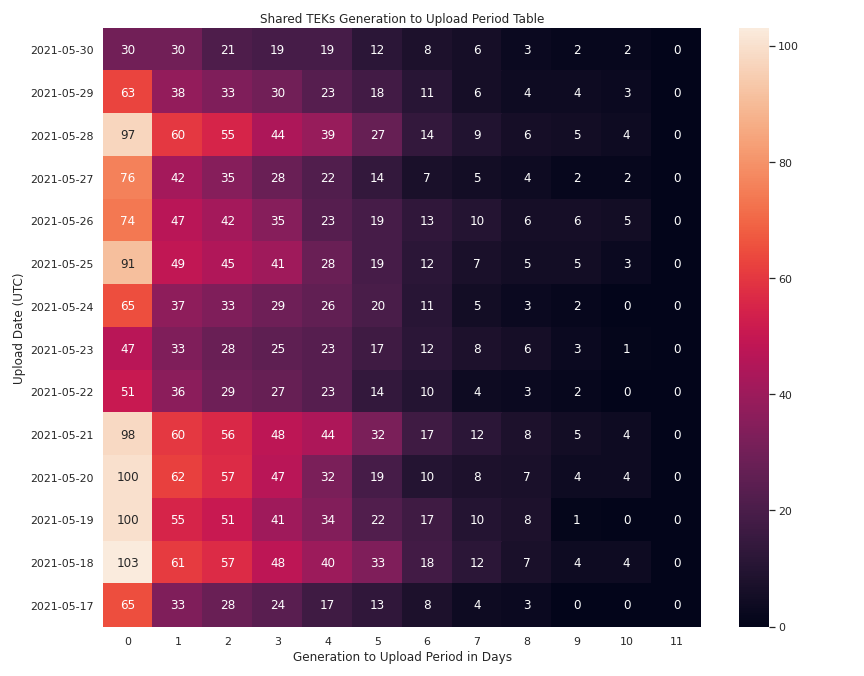 Shared TEKs Generation to Upload Period Table
Upload Date (UTC)
2021-05-30 30 30 21 19 19 12 8 6 3 2 2 0
2021-05-29 63 38 33 30 23 18 11 6 4 4 3 0
2021-05-28 97 60 55 44 39 27 14 9 6 5 4 0
2021-05-27 76 42 35 28 22 14 7 5 4 2 2 0
2021-05-26 74 47 42 35 23 19 13 10 6 6 5 0
2021-05-25 91 49 45 41 28 19 12 7 5 5 3 0
2021-05-24 65 37 33 29 26 20 11 5 3 2 0 0
2021-05-23 47 33 28 25 23 17 12 8 6 3 1 0
2021-05-22 51 36 29 27 23 14 10 4 3 2 0 0
2021-05-21 98 60 56 48 44 32 17 12 8 5 4 0
2021-05-20 100 62 57 47 32 19 10 8 7 4 4 0
2021-05-19 100 55 51 41 34 22 17 10 8 1 0 0
2021-05-18 103 61 57 48 40 33 18 12 7 4 4 0
2021-05-17 65 33 28 24 17 13 8 4 3 0 0 0
0 1 2 3 4 5 6 7 8 9 10 11
Generation to Upload Period in Days
100
80
60
40
20
0